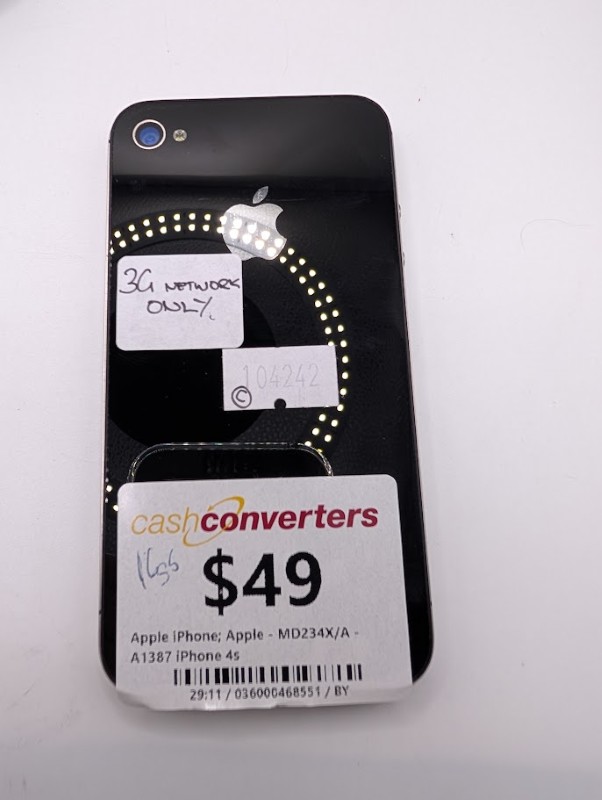 3G NETWORK
ONLY.
104242
©
cashconverters
16GB
$49
Apple iPhone; Apple - MD234X/A -
A1387 iPhone 4s
29:11 / 036000468551 / BY